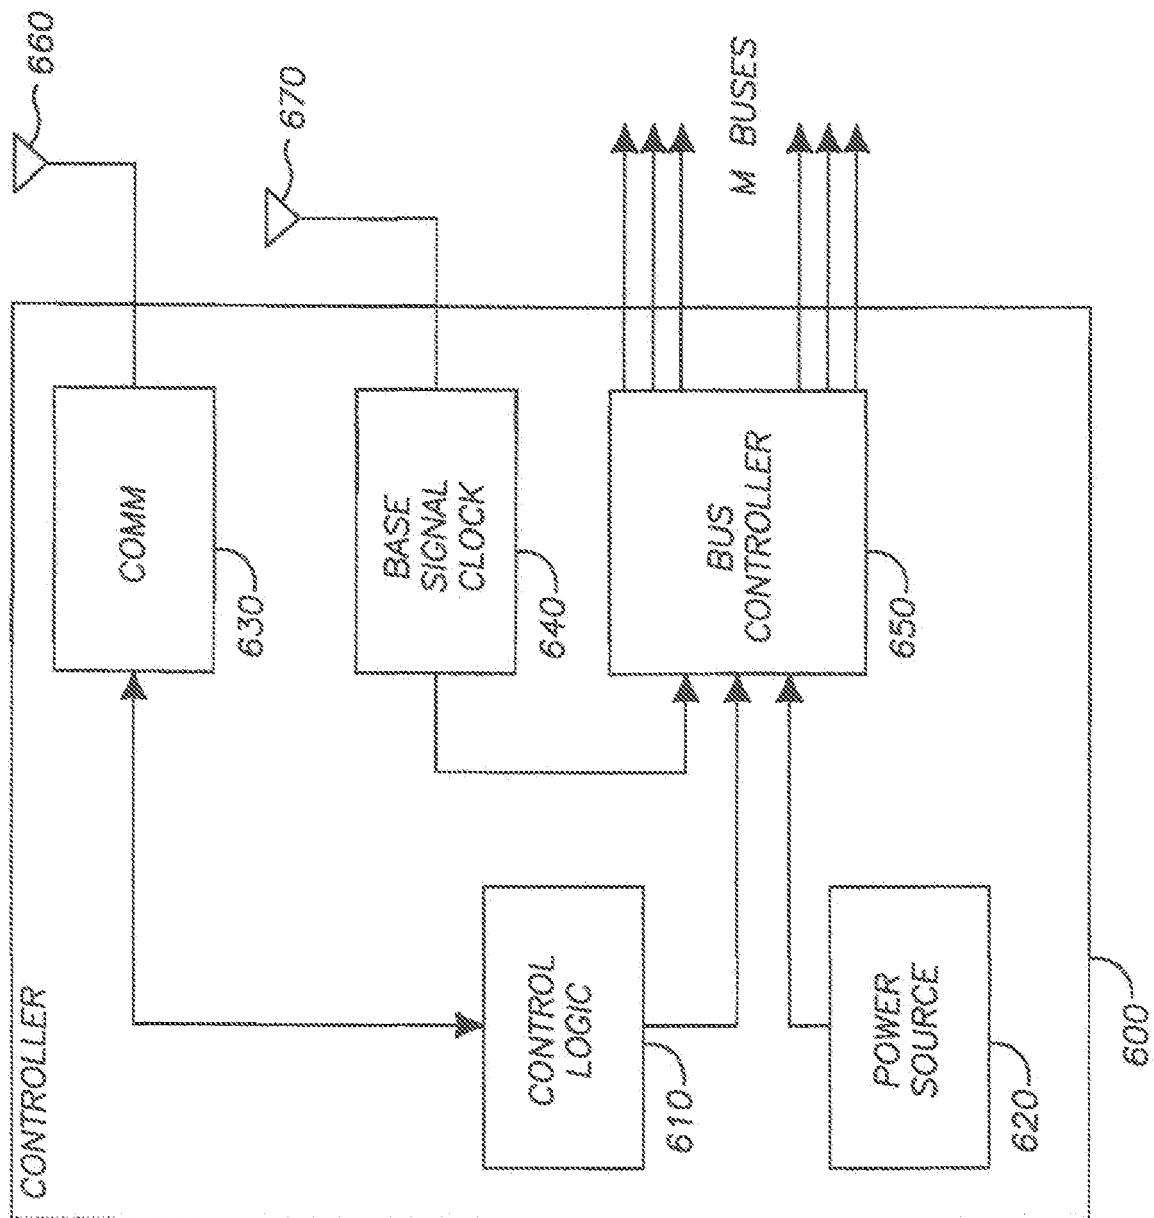 CONTROLLER
660
670
COMM
630
BASE
SIGNAL
CLOCK
640
CONTROL
LOGIC
610
BUS
CONTROLLER
650
M BUSES
POWER
SOURCE
620
600